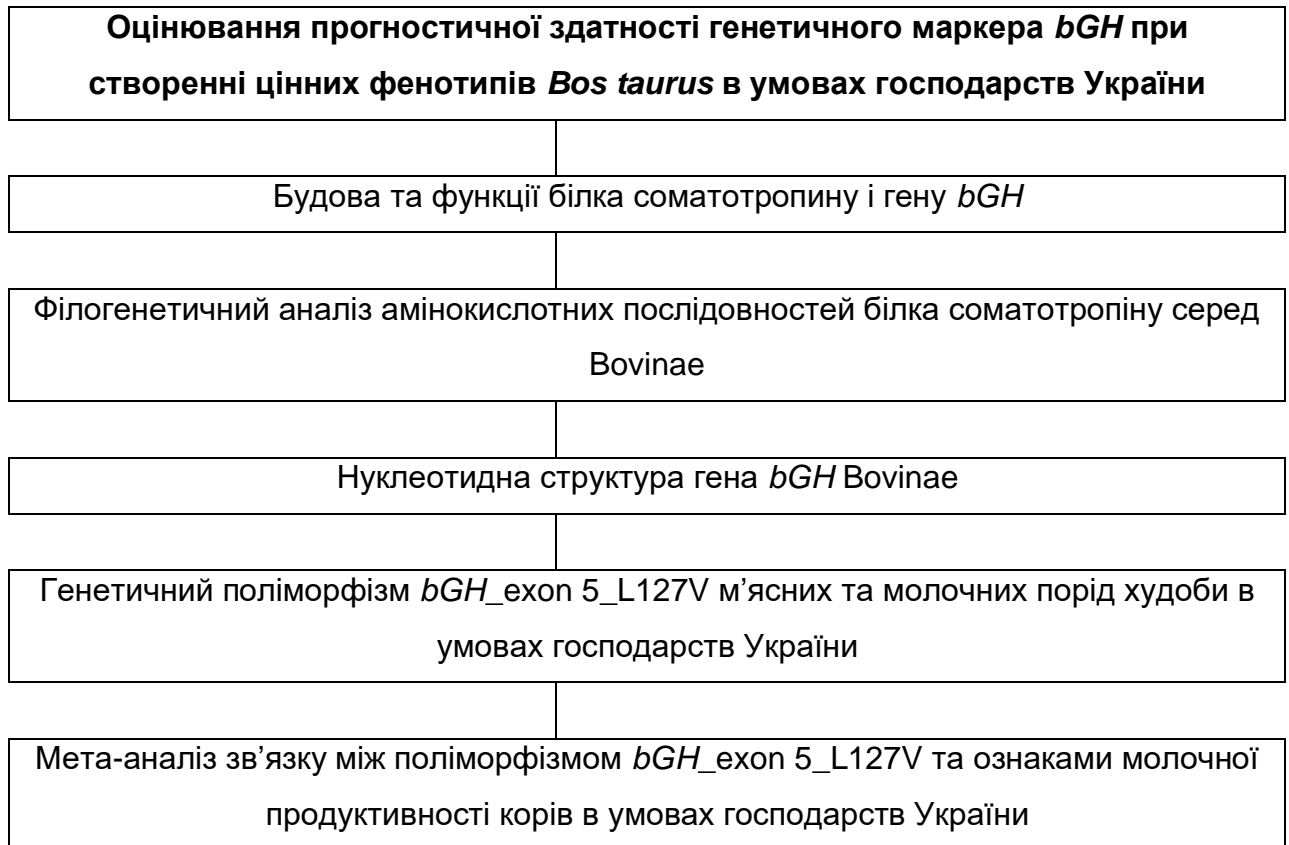 Оцінювання прогностичної здатності генетичного маркера bGH при
створенні цінних фенотипів Bos taurus в умовах господарств України
Будова та функції білка соматотропину і гену bGH
Філогенетичний аналіз амінокислотних послідовностей білка соматотропіну серед
Bovinae
Нуклеотидна структура гена bGH Bovinae
Генетичний поліморфізм bGH_exon 5_L127V м’ясних та молочних порід худоби в
умовах господарств України
Мета-аналіз зв’язку між поліморфізмом bGH_exon 5_L127V та ознаками молочної
продуктивності корів в умовах господарств України